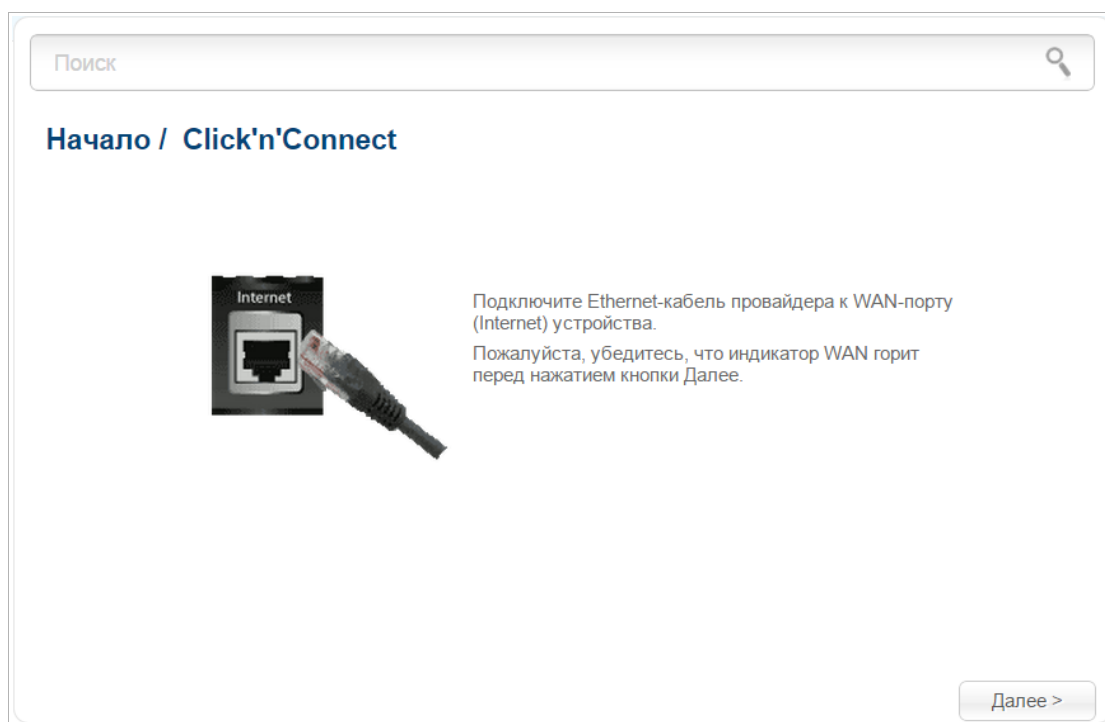 Поиск
Начало / Click'n'Connect
Internet
Подключите Ethernet-кабель провайдера к WAN-порту
(Internet) устройства.
Пожалуйста, убедитесь, что индикатор WAN горит
перед нажатием кнопки Далее.
Далее >